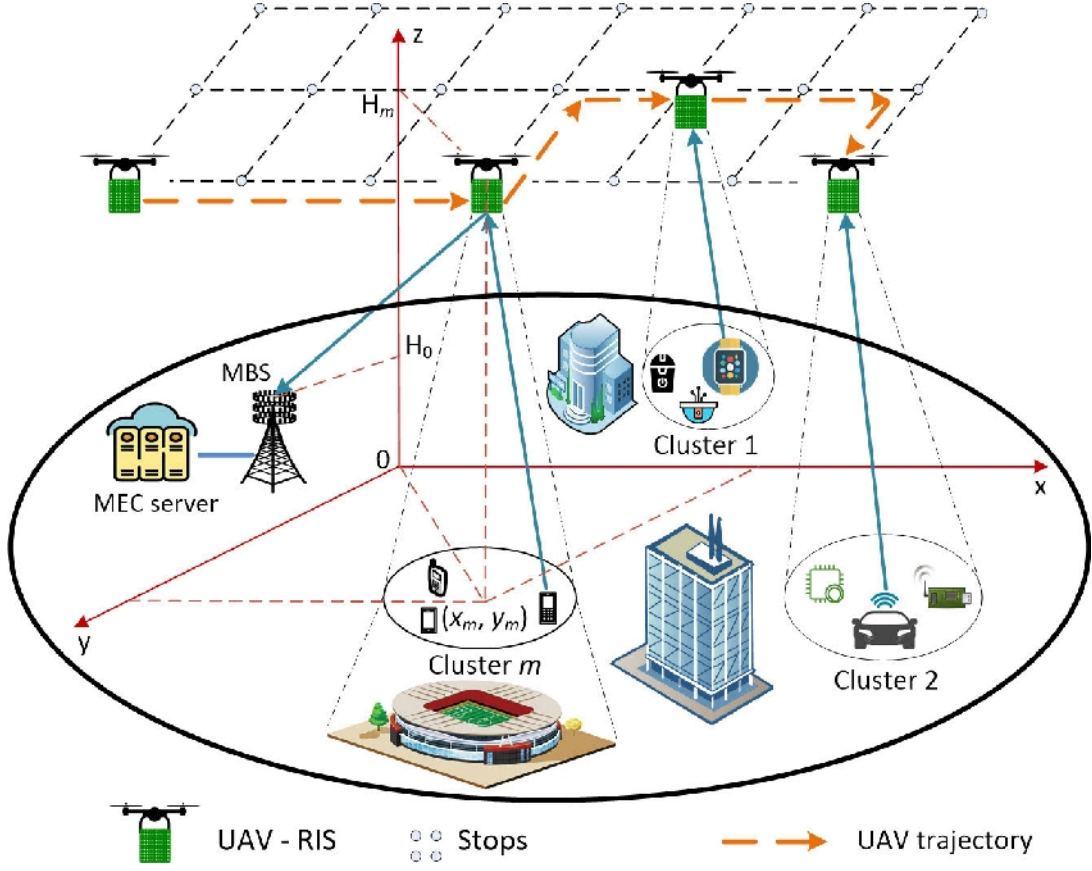 z
H_m
H_0
MBS
0
MEC server
x
y
Cluster 1
(x_m, y_m)
Cluster m
Cluster 2
UAV - RIS
Stops
UAV trajectory